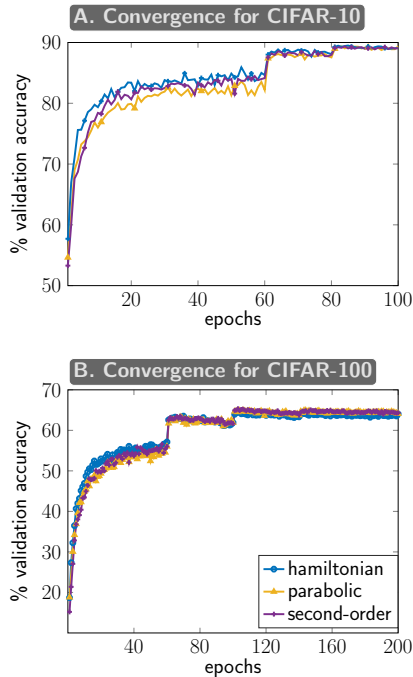 A. Convergence for CIFAR-10
90
80
70
60
50
% validation accuracy
20 40 60 80 100
epochs
B. Convergence for CIFAR-100
70
60
50
40
30
20
% validation accuracy
hamiltonian
parabolic
second-order
40 80 120 160 200
epochs